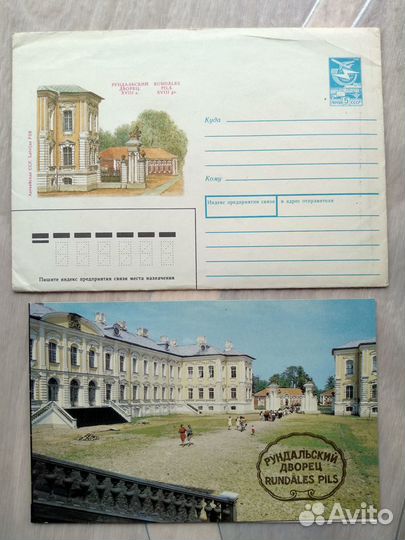 РУНДАЛЬСКИЙ
ДВОРЕЦ
XVIII в.
RUNDĀLES
PILS
XVIII gs.
5
ПОЧТА СССР
Куда
Кому
Индекс предприятия связи и адрес отправителя
Пишите индекс предприятия связи места назначения
РУНДАЛЬСКИЙ
ДВОРЕЦ
RUNDĀLES PILS
Avito